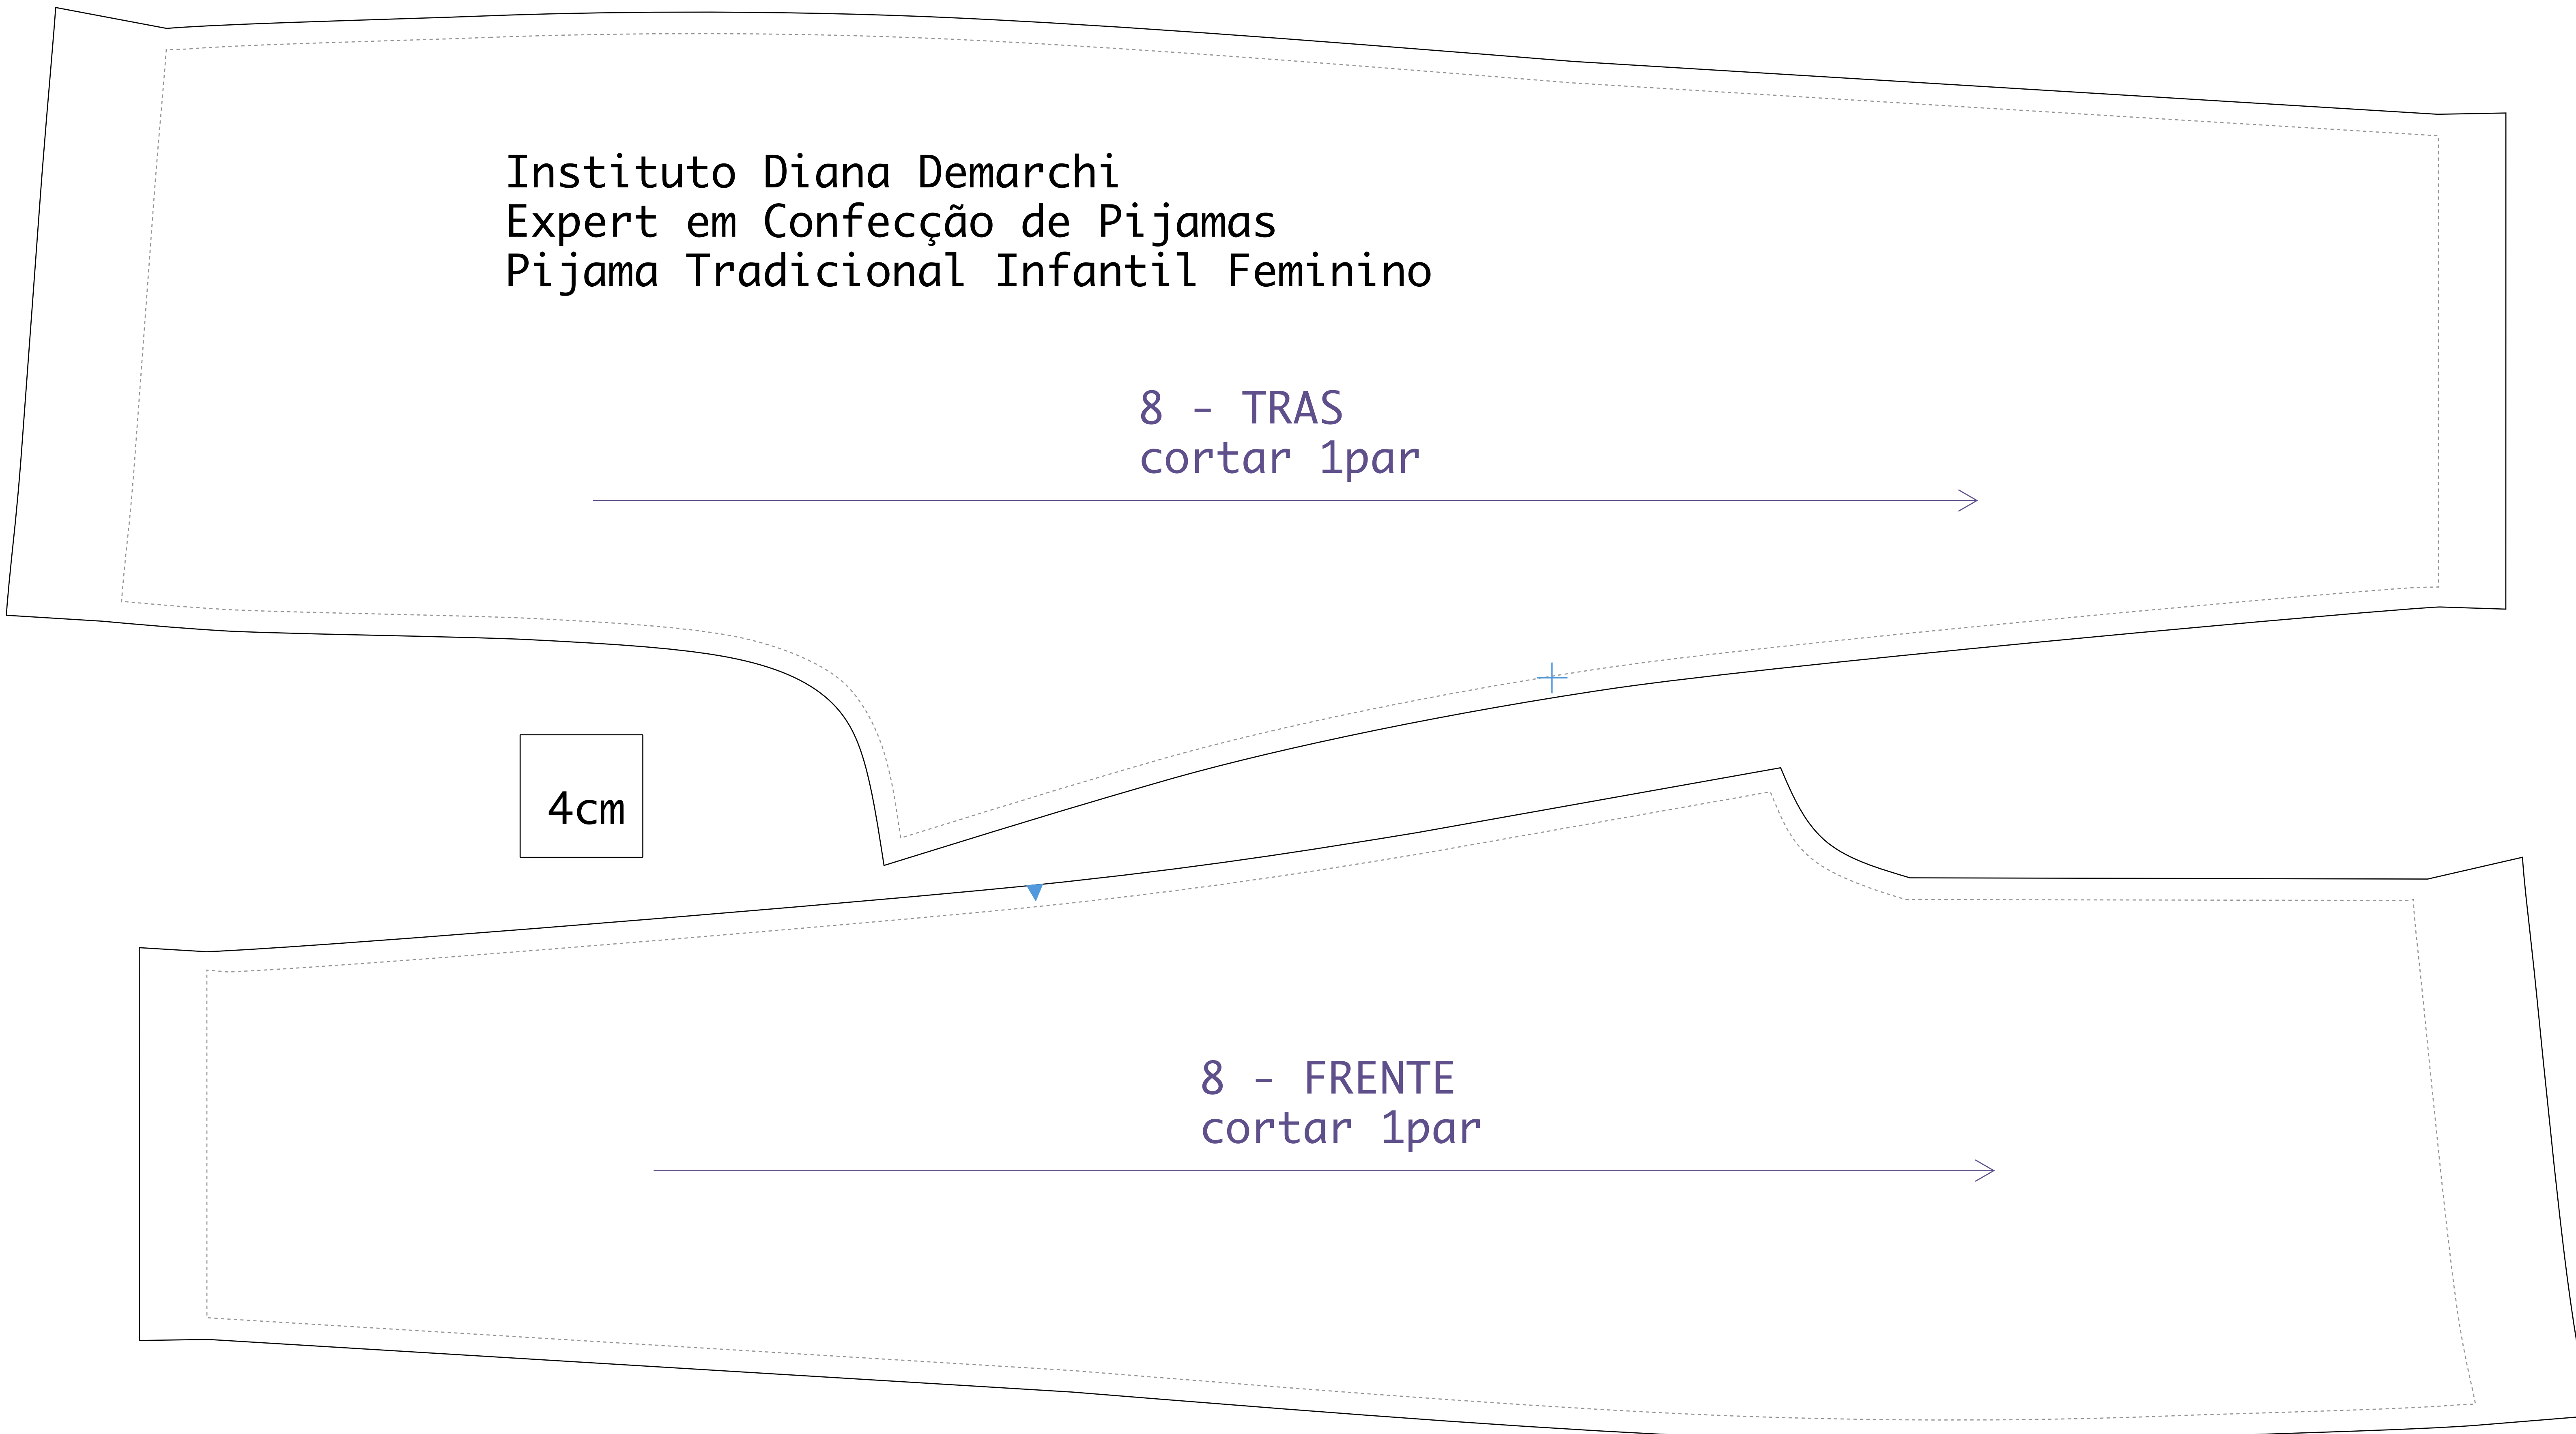 Instituto Diana Demarchi
Expert em Confecção de Pijamas
Pijama Tradicional Infantil Feminino
8 - TRAS
cortar 1par
4cm
8 - FRENTE
cortar 1par